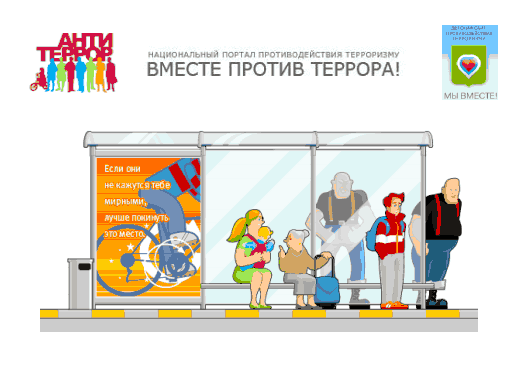 АНТИ
ТЕРРОР
НАЦИОНАЛЬНЫЙ ПОРТАЛ ПРОТИВОДЕЙСТВИЯ ТЕРРОРИЗМУ
ВМЕСТЕ ПРОТИВ ТЕРРОРА!
МЫ ВМЕСТЕ!
Если они
не кажутся тебе
мирными,
лучше покинуть
это место.